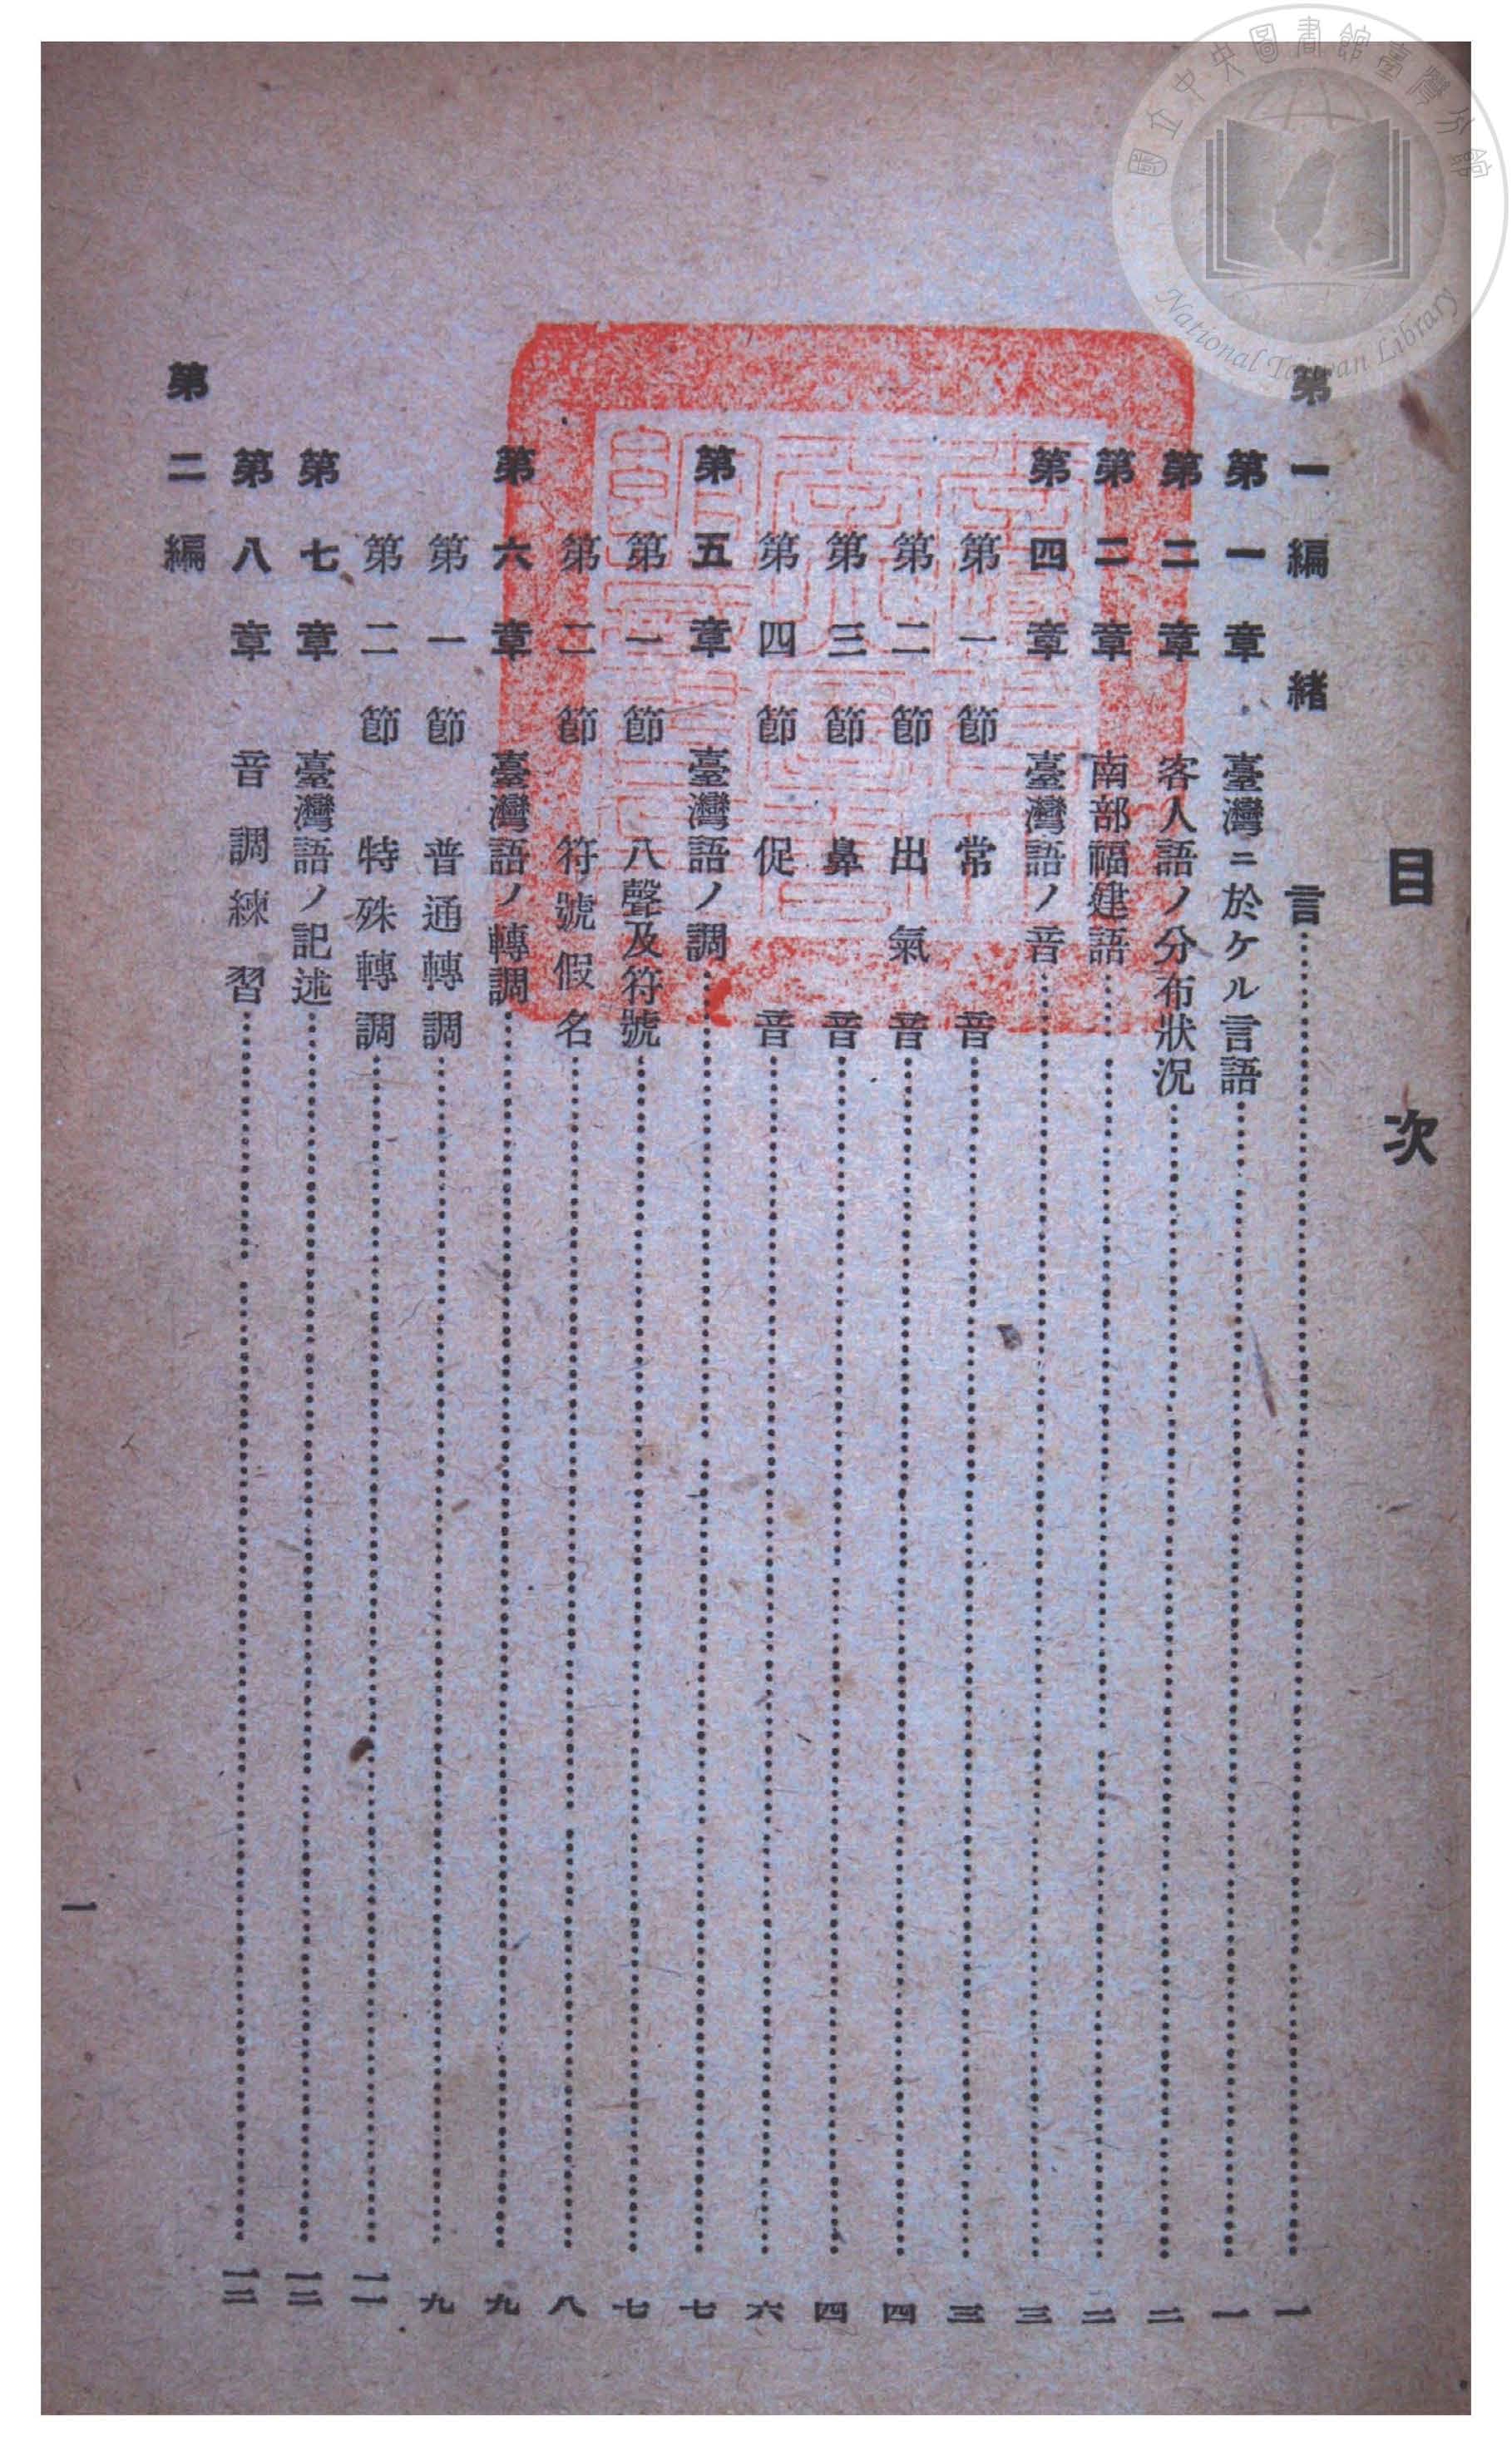 國立中央圖書館臺灣分館
National Taiwan Library
目次
第一編 緒言……一
第一章 臺灣ニ於ケル言語……一
第二章 客人語ノ分布狀況……二
第二章 南部福建語……二
第四章 臺灣語ノ音……三
第一節 常音……三
第二節 出氣音……四
第三節 鼻音……四
第四節 促音……六
第五章 臺灣語ノ調……七
第一節 八聲及符號……七
第二節 符號假名……八
第六章 臺灣語ノ轉調……九
第一節 普通轉調……九
第二節 特殊轉調……一一
第七章 臺灣語ノ記述……一二
第八章 音調練習……一二
第二編
一